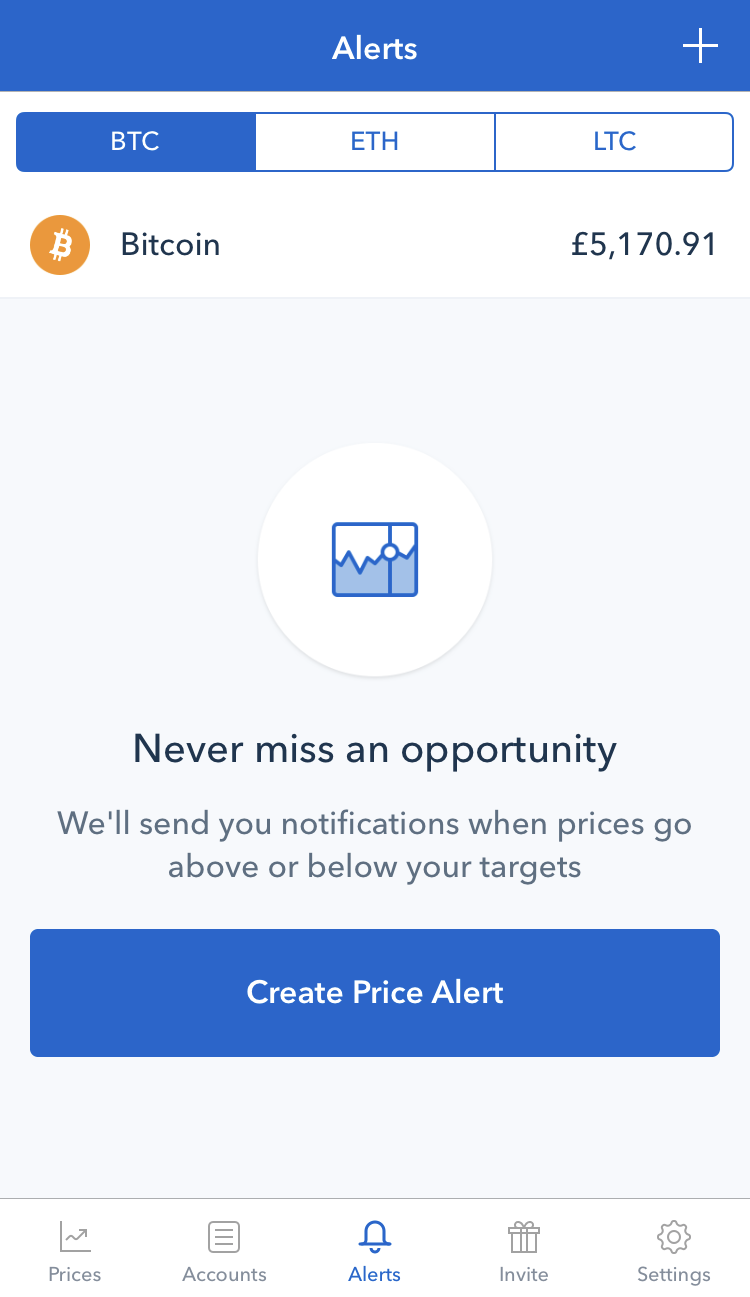 Alerts
BTC ETH LTC
Bitcoin £5,170.91
Never miss an opportunity
We'll send you notifications when prices go
above or below your targets
Create Price Alert
Prices Accounts Alerts Invite Settings